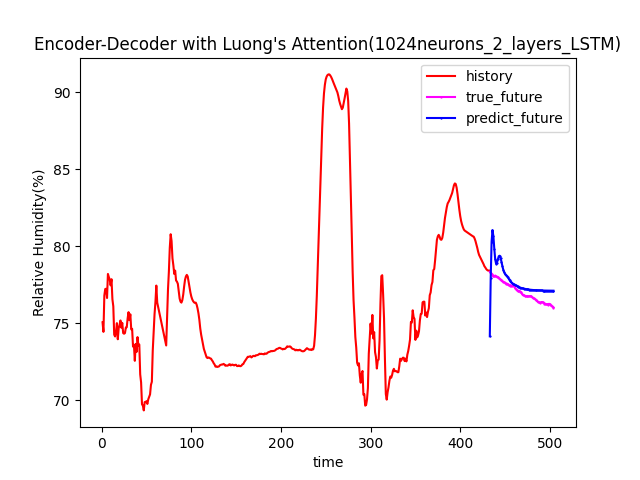 Encoder-Decoder with Luong's Attention(1024neurons_2_layers_LSTM)
history
true_future
predict_future
Relative Humidity(%)
90
85
80
75
70
0 100 200 300 400 500
time